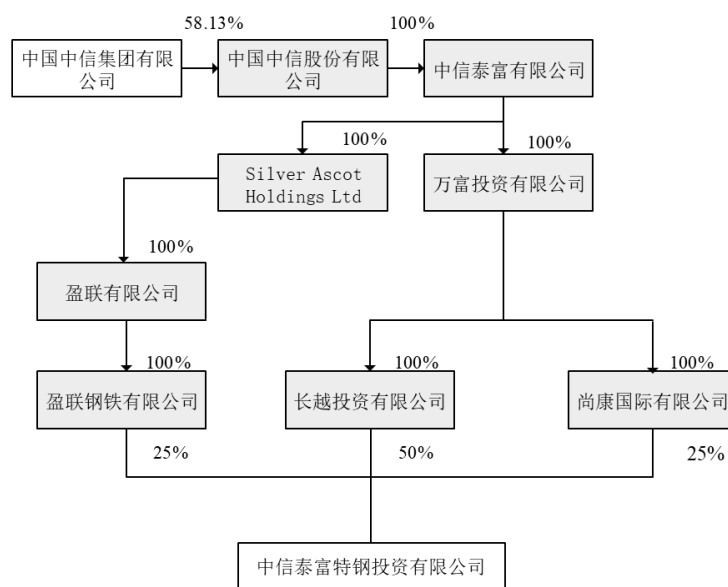 58.13%
100%
中国中信集团有限
公司
中国中信股份有限
公司
中信泰富有限公司
100%
100%
Silver Ascot
Holdings Ltd
万富投资有限公司
100%
盈联有限公司
100%
100%
100%
盈联钢铁有限公司
长越投资有限公司
尚康国际有限公司
25%
50%
25%
中信泰富特钢投资有限公司